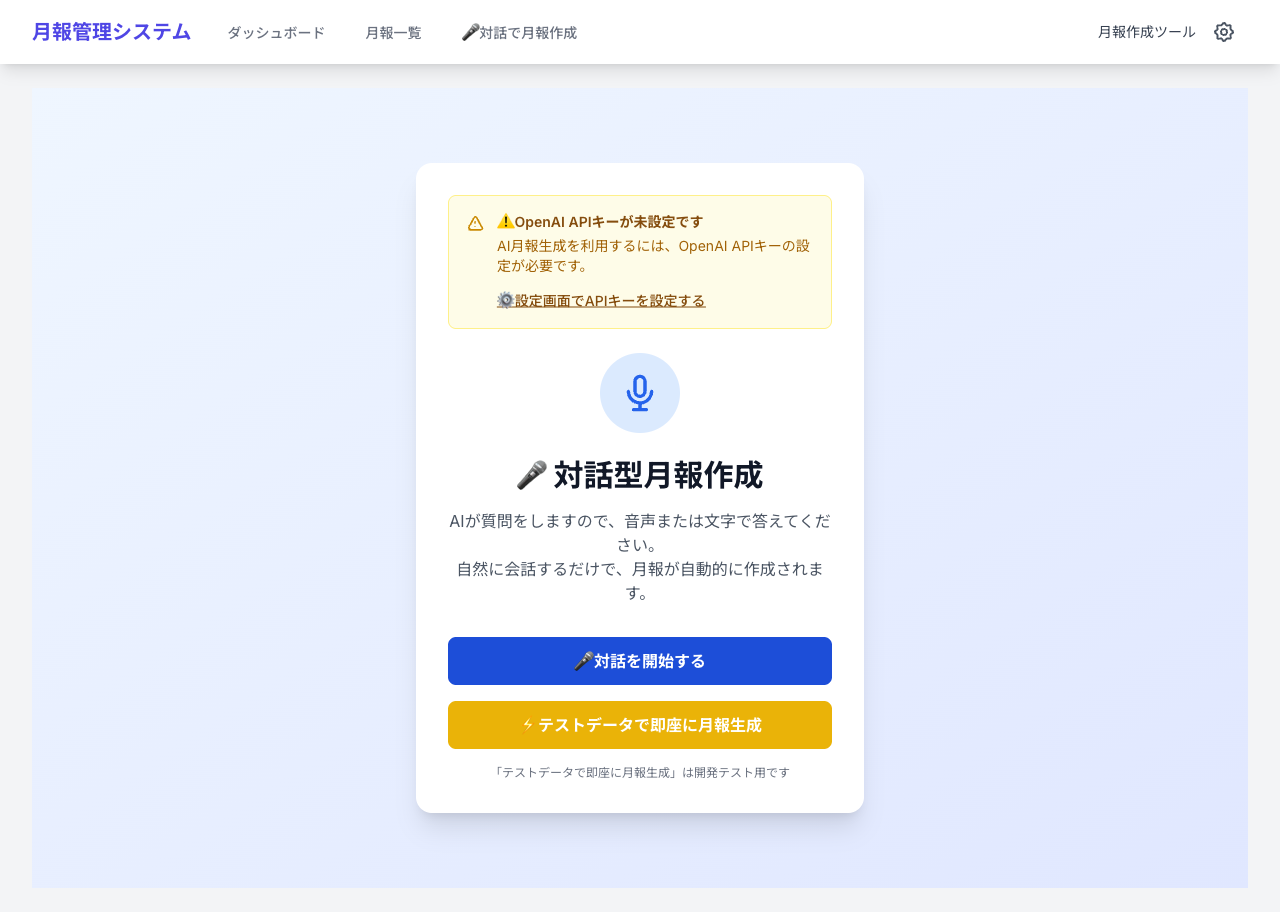 月報管理システム
ダッシュボード
月報一覧
🎤対話で月報作成
月報作成ツール
⚠️OpenAI APIキーが未設定です
AI月報生成を利用するには、OpenAI APIキーの設
定が必要です。
⚙️設定画面でAPIキーを設定する
🎤 対話型月報作成
AIが質問をしますので、音声または文字で答えてくだ
さい。
自然に会話するだけで、月報が自動的に作成されま
す。
🎤対話を開始する
⚡テストデータで即座に月報生成
「テストデータで即座に月報生成」は開発テスト用です